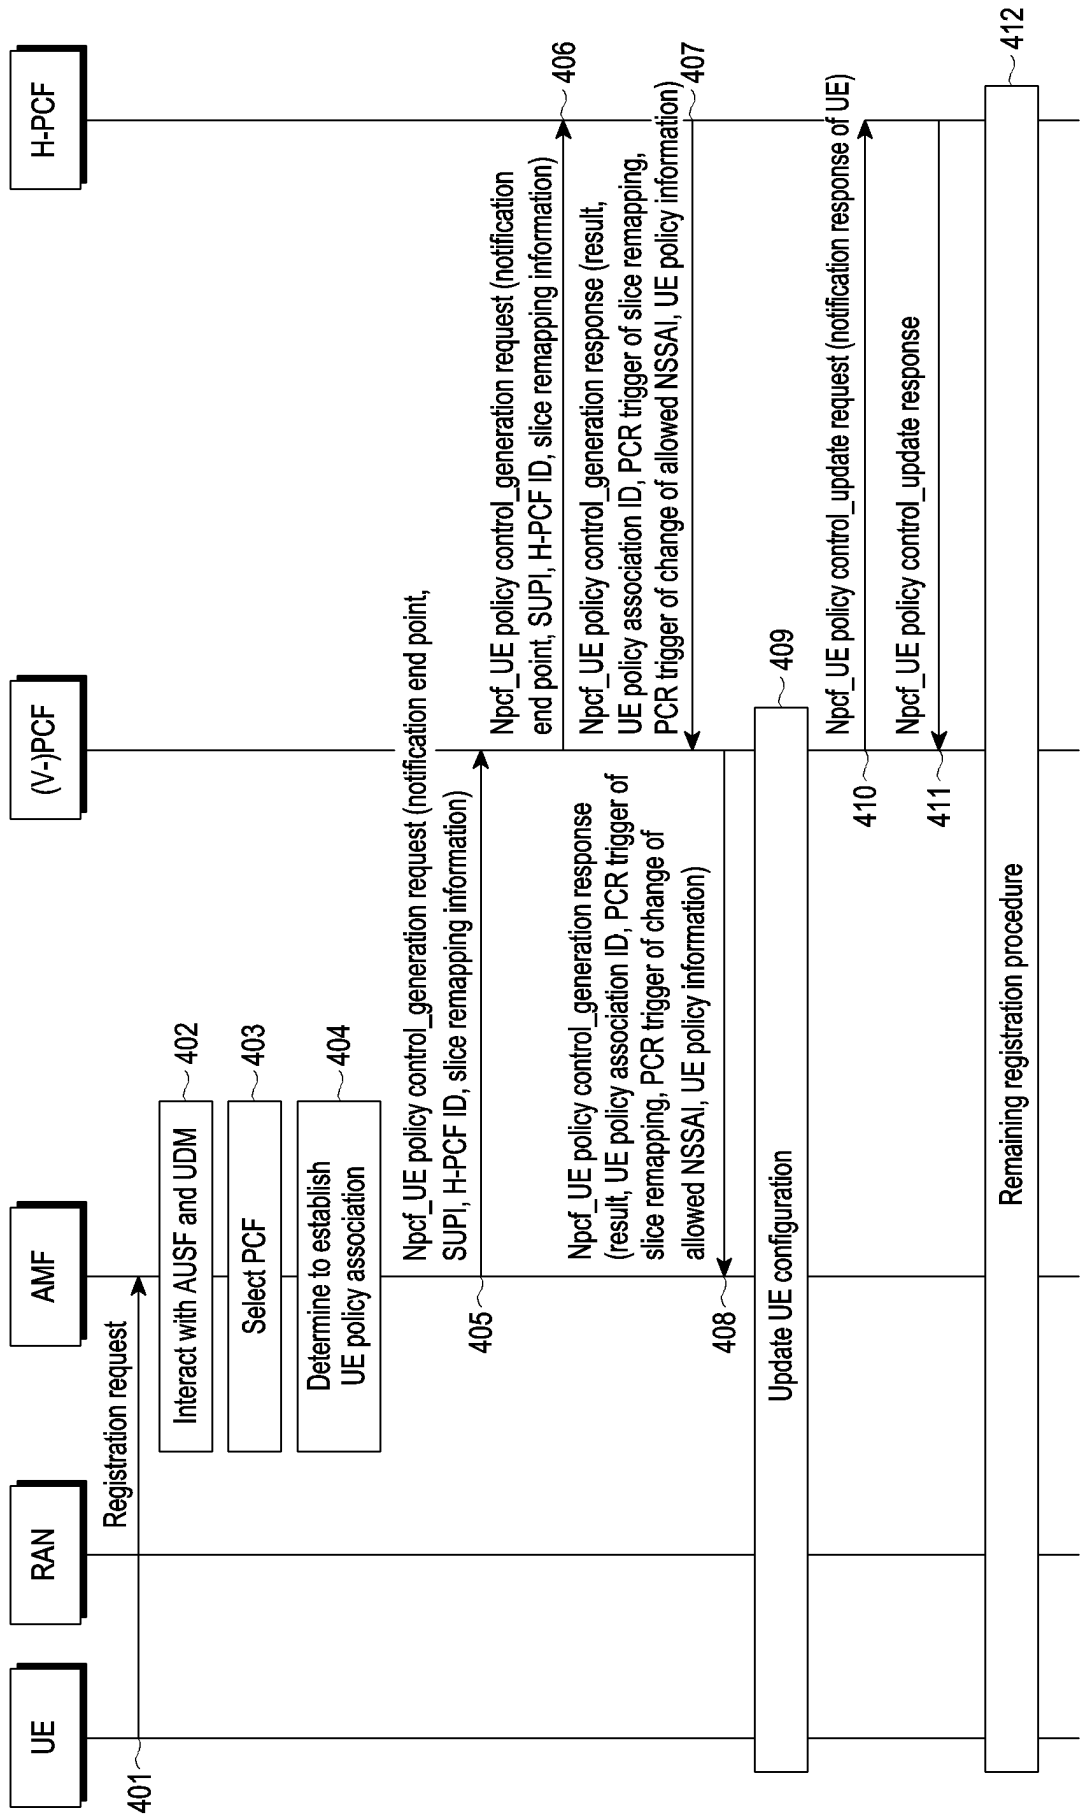 UE
RAN
AMF
(V-)PCF
H-PCF
401
Registration request
Interact with AUSF and UDM
402
Select PCF
403
Determine to establish
UE policy association
404
Npcf_UE policy control_generation request (notification end point,
SUPI, H-PCF ID, slice remapping information)
405
Npcf_UE policy control_generation request (notification
end point, SUPI, H-PCF ID, slice remapping information)
406
Npcf_UE policy control_generation response (result,
UE policy association ID, PCR trigger of slice remapping,
PCR trigger of change of allowed NSSAI, UE policy information)
407
Npcf_UE policy control_generation response
(result, UE policy association ID, PCR trigger of
slice remapping, PCR trigger of change of
allowed NSSAI, UE policy information)
408
Update UE configuration
409
Npcf_UE policy control_update request (notification response of UE)
410
Npcf_UE policy control_update response
411
Remaining registration procedure
412